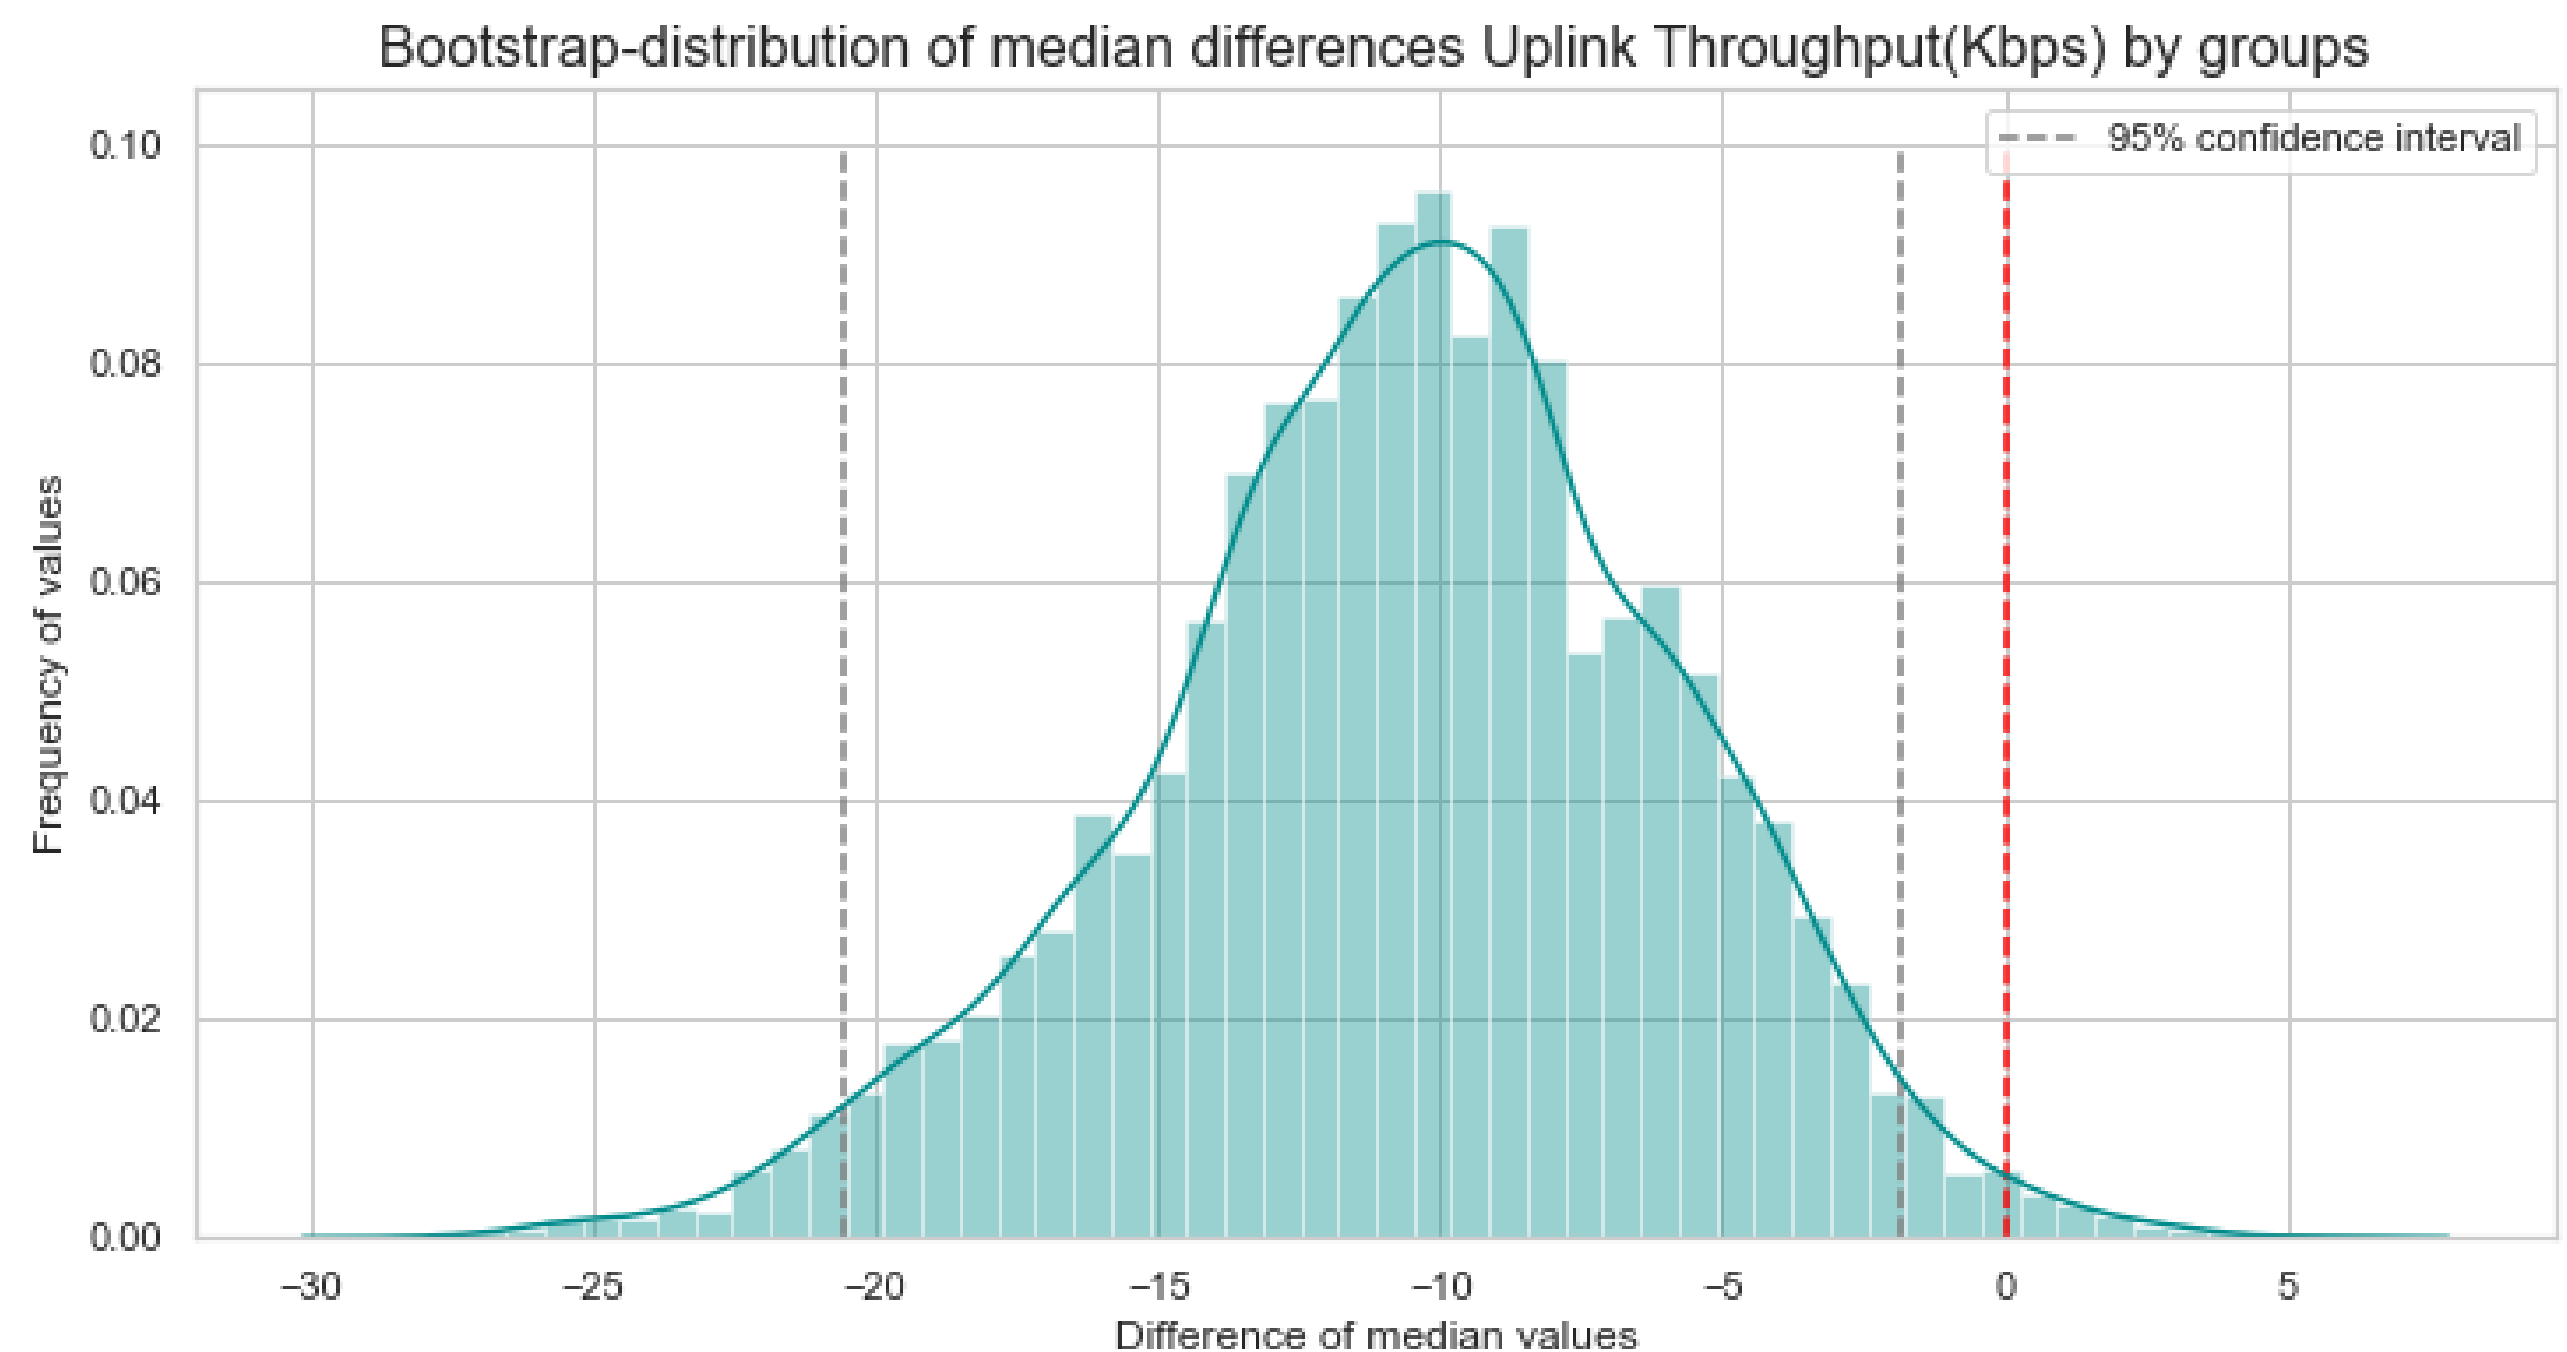 Bootstrap-distribution of median differences Uplink Throughput(Kbps) by groups
95% confidence interval
0.10
0.08
0.06
0.04
0.02
0.00
Frequency of values
–30 –25 –20 –15 –10 –5 0 5
Difference of median values